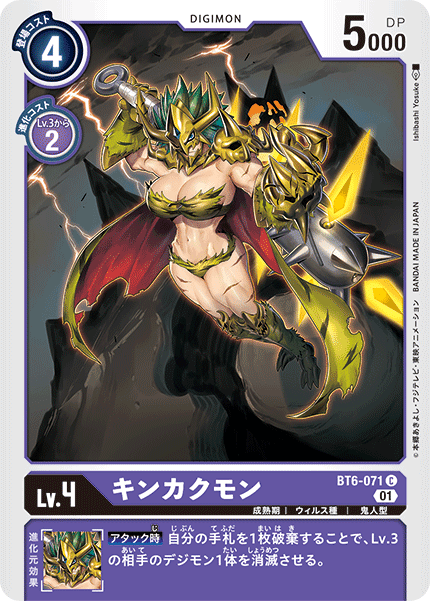 登場コスト
4
DIGIMON
5000
DP
進化コスト
Lv.3から
2
Ishibashi Yosuke
BANDAI MADE IN JAPAN
©本郷あきよし・フジテレビ・東映アニメーション
BT6-071 C
Lv.4
キンカクモン
01
成熟期 | ウィルス種 | 鬼人型
進化元効果
アタック時 自分の手札を1枚破棄することで、Lv.3
の相手のデジモン1体を消滅させる。